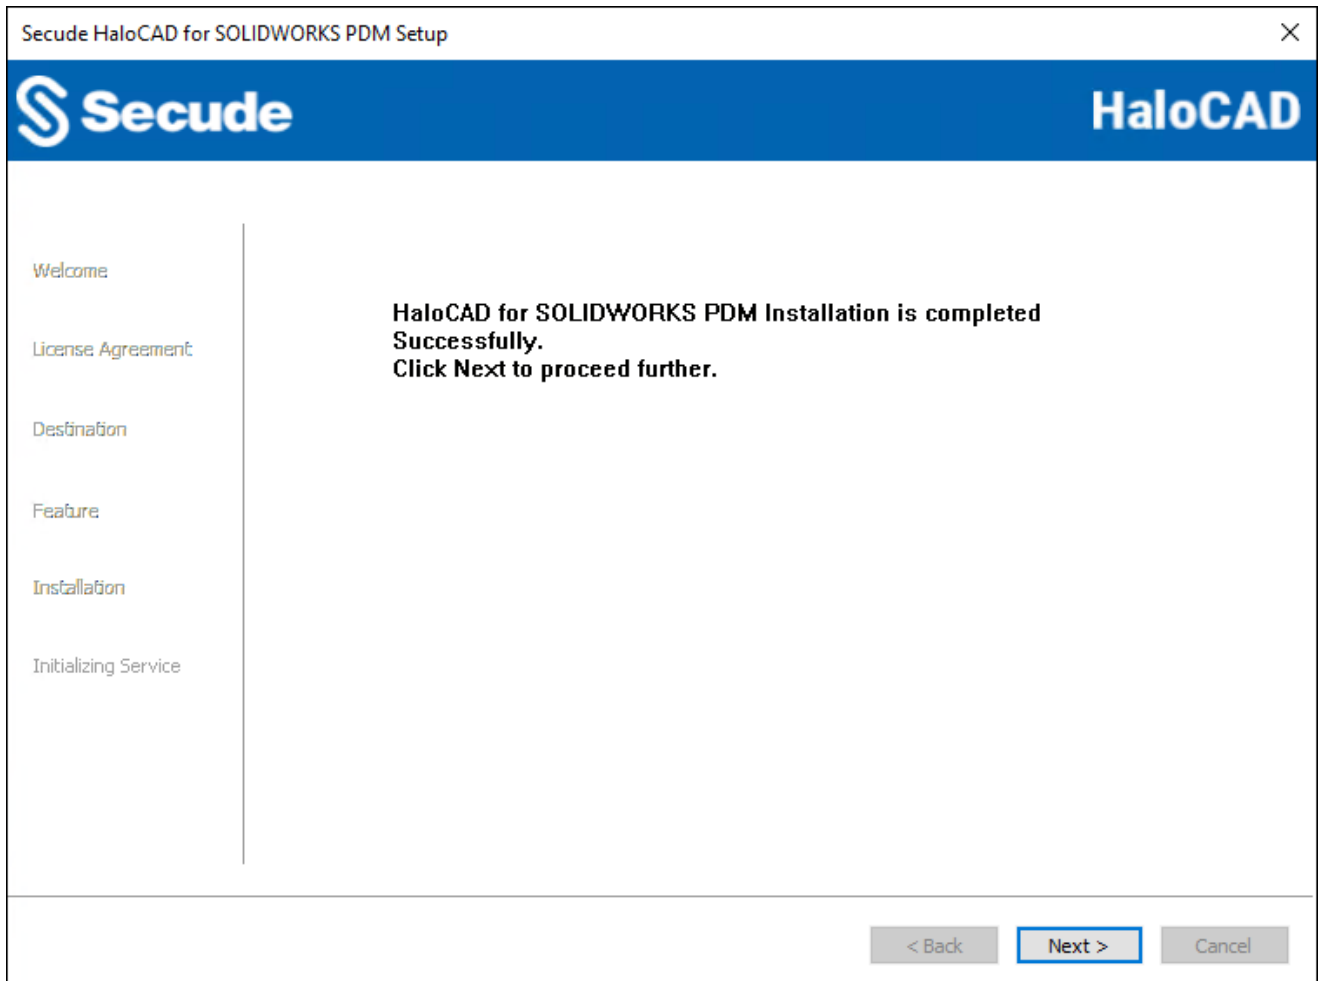 Secude HaloCAD for SOLIDWORKS PDM Setup
Secude
HaloCAD
Welcome
License Agreement
Destination
Feature
Installation
Initializing Service
HaloCAD for SOLIDWORKS PDM Installation is completed
Successfully.
Click Next to proceed further.
< Back
Next >
Cancel